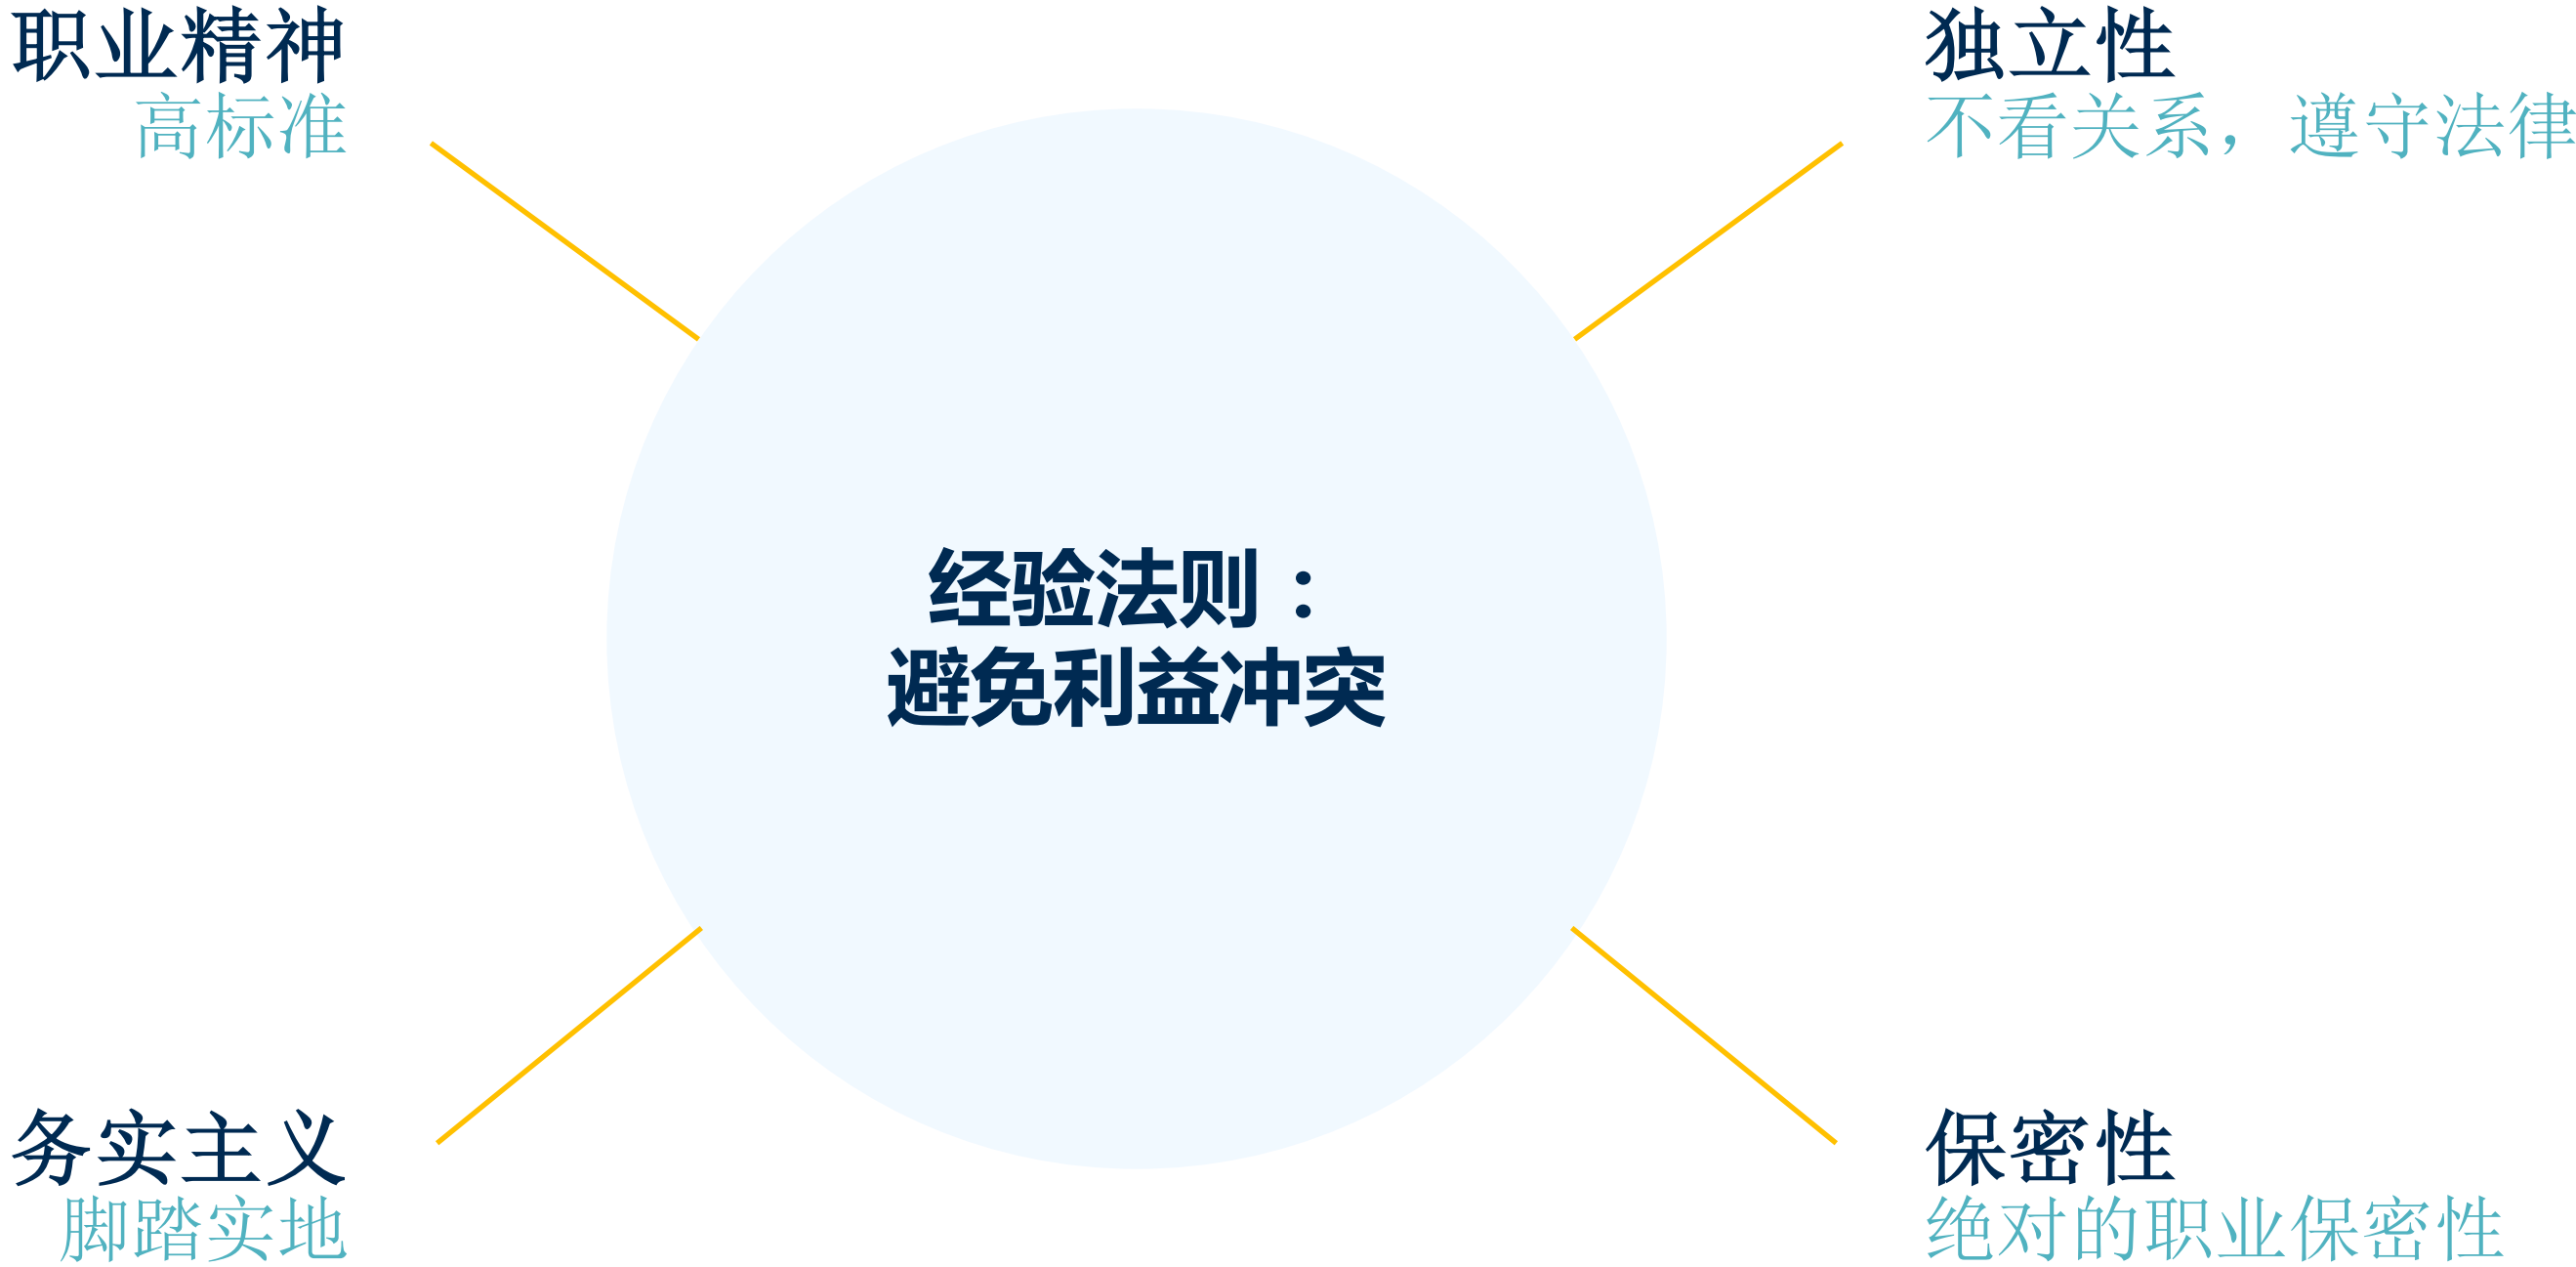 职业精神
高标准
独立性
不看关系，遵守法律
经验法则：
避免利益冲突
务实主义
脚踏实地
保密性
绝对的职业保密性